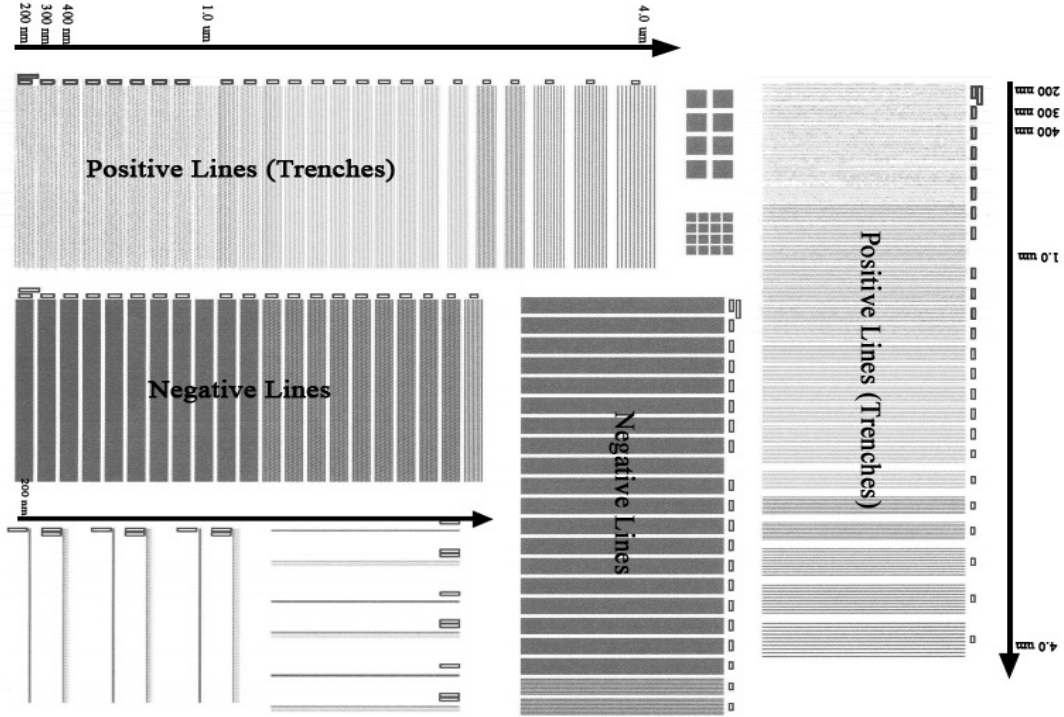 200 nm
300 nm
400 nm
1.0 um
4.0 um
Positive Lines (Trenches)
Negative Lines
200 nm
Negative Lines
Positive Lines (Trenches)
200 nm
300 nm
400 nm
1.0 um
4.0 um